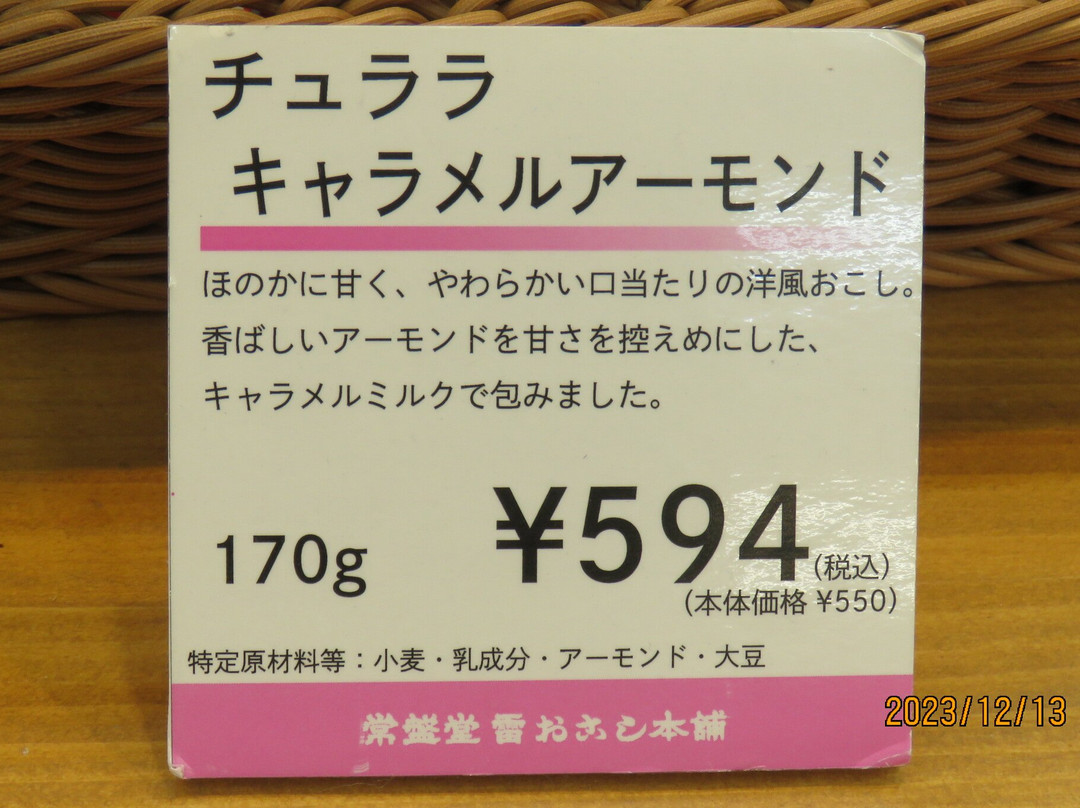 チュララ
キャラメルアーモンド
ほのかに甘く、やわらかい口当たりの洋風おこし。
香ばしいアーモンドを甘さを控えめにした、
キャラメルミルクで包みました。
170g ¥594(税込)
(本体価格 ¥550)
特定原材料等:小麦・乳成分・アーモンド・大豆
常盤堂雷おこし本舗
2023/12/13